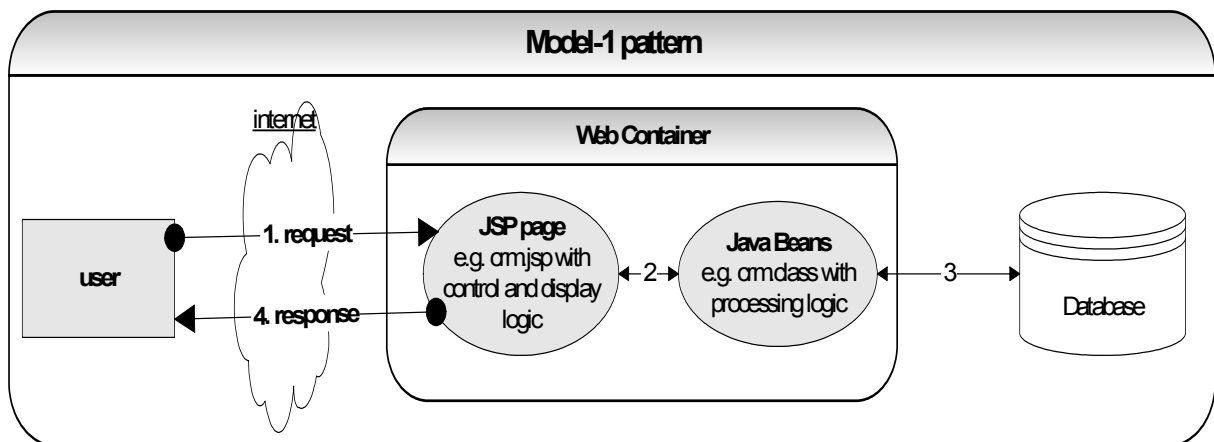 Model-1 pattern
internet
Web Container
user
1. request
4. response
JSP page
e.g. crm.jsp with
control and display
logic
2
Java Beans
e.g. crm.class with
processing logic
3
Database